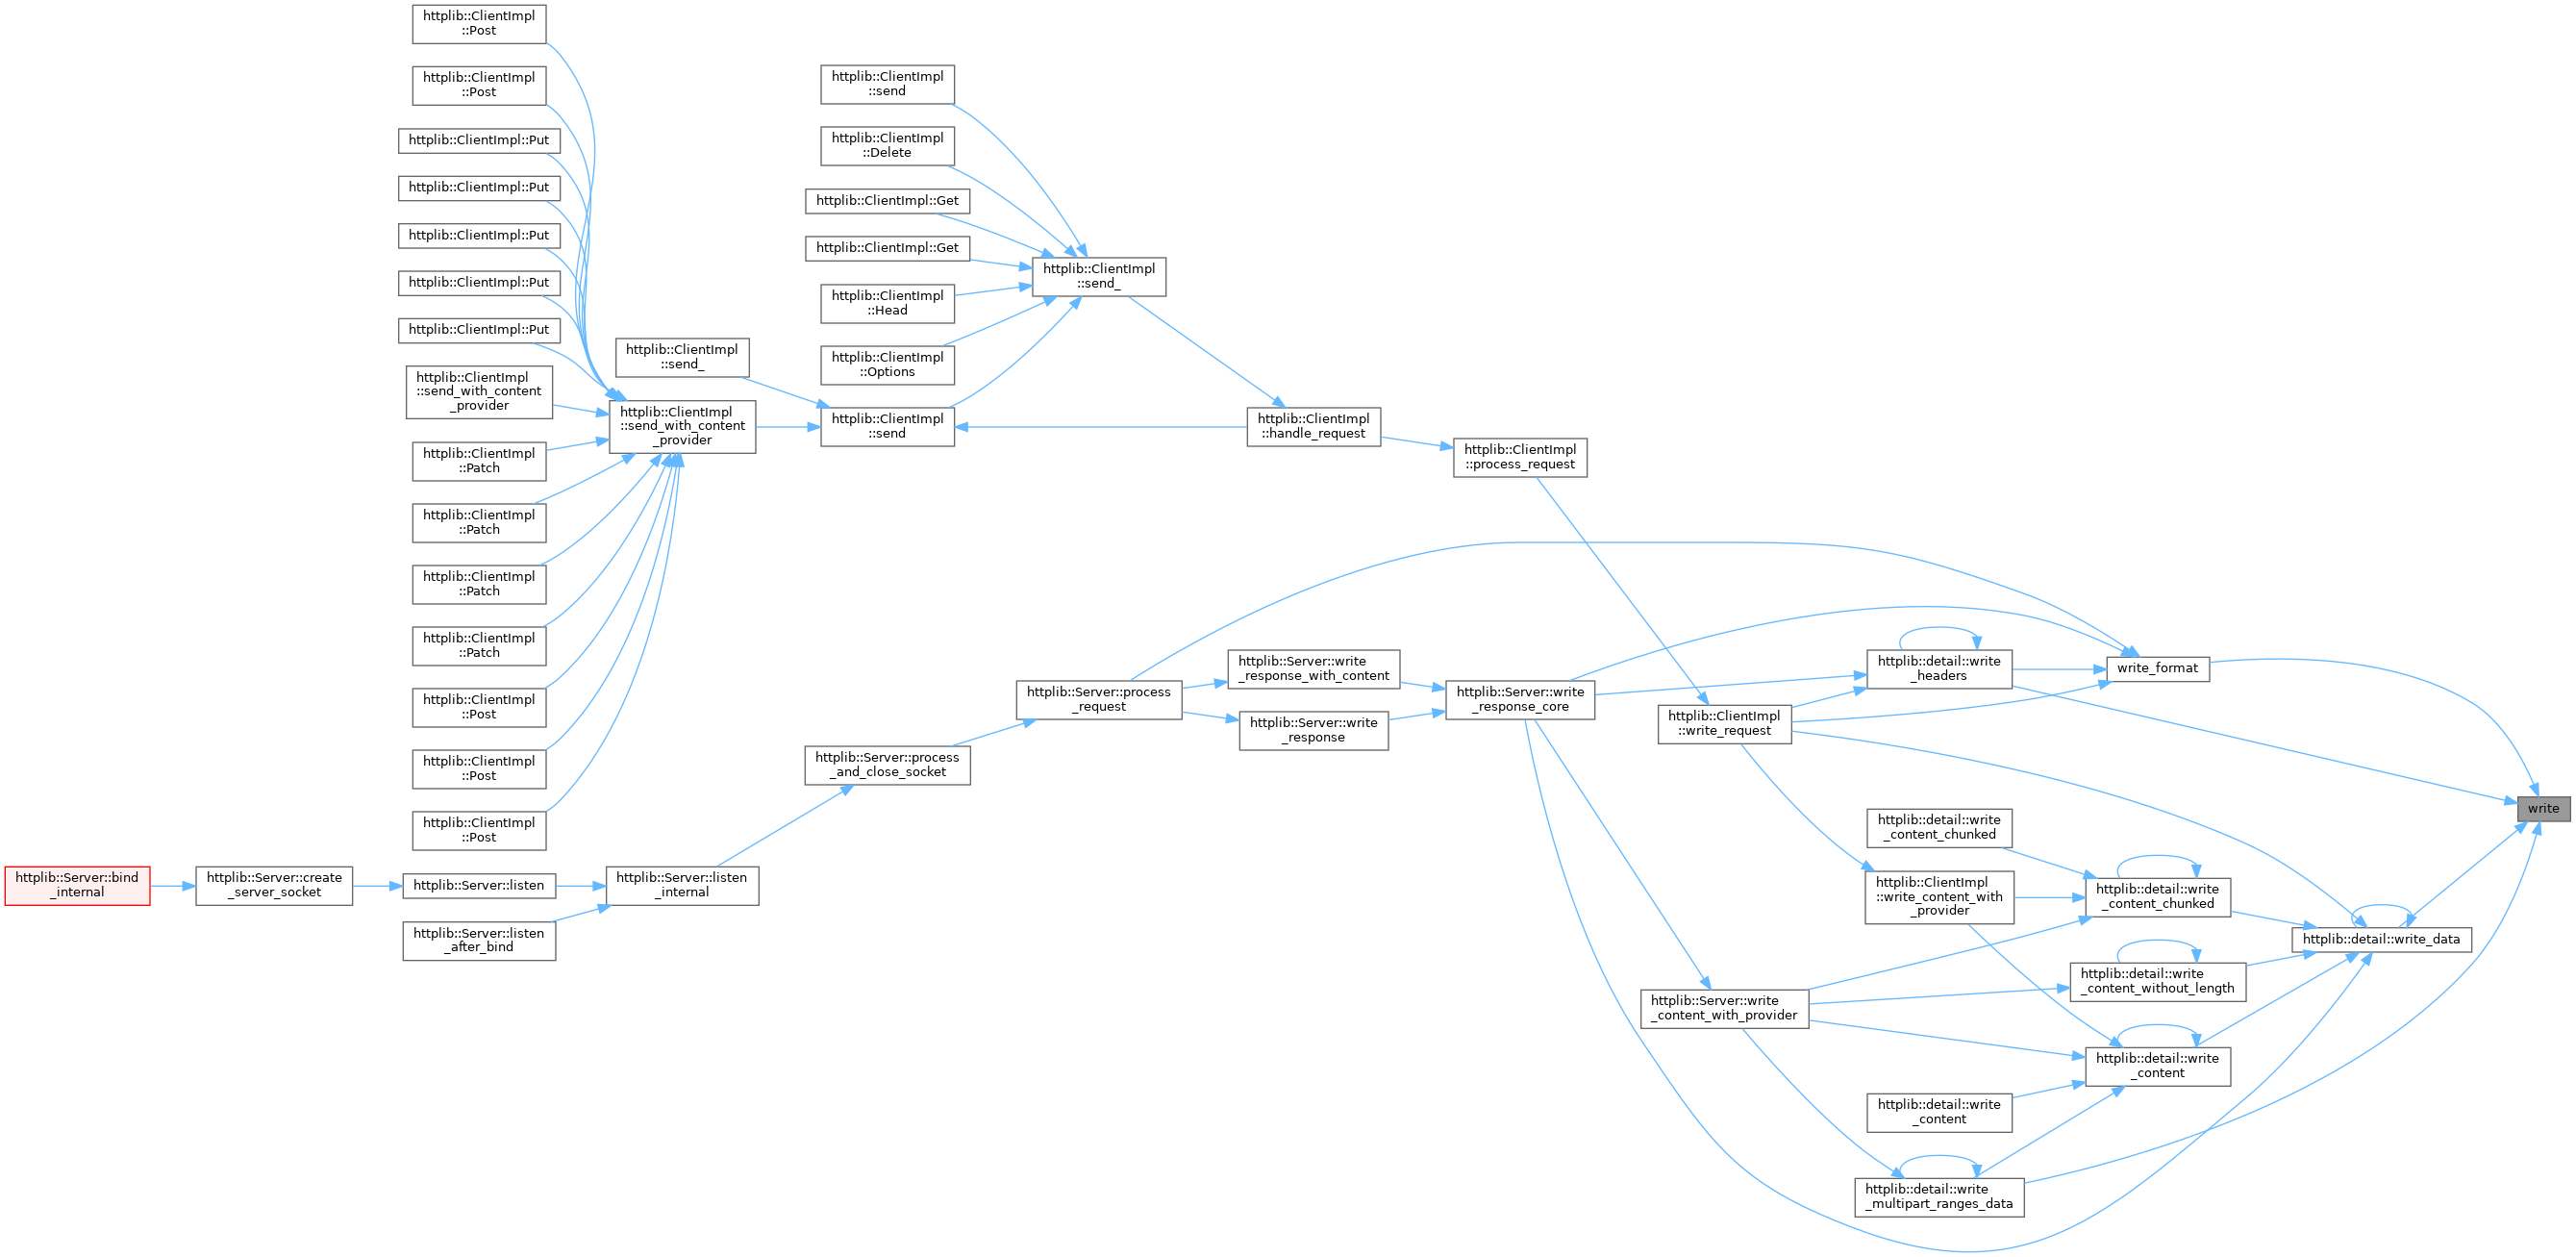 httplib::ClientImpl
::Post
httplib::ClientImpl
::Post
httplib::ClientImpl::Put
httplib::ClientImpl::Put
httplib::ClientImpl::Put
httplib::ClientImpl::Put
httplib::ClientImpl::Put
httplib::ClientImpl
::send_with_content
_provider
httplib::ClientImpl
::Patch
httplib::ClientImpl
::Patch
httplib::ClientImpl
::Patch
httplib::ClientImpl
::Patch
httplib::ClientImpl
::Post
httplib::ClientImpl
::Post
httplib::ClientImpl
::Post
httplib::Server::bind
_internal
httplib::Server::create
_server_socket
httplib::Server::listen
httplib::Server::listen
_after_bind
httplib::ClientImpl
::send_
httplib::ClientImpl
::send_with_content
_provider
httplib::Server::listen
_internal
httplib::ClientImpl
::send
httplib::ClientImpl
::Delete
httplib::ClientImpl::Get
httplib::ClientImpl::Get
httplib::ClientImpl
::Head
httplib::ClientImpl
::Options
httplib::ClientImpl
::send
httplib::Server::process
_and_close_socket
httplib::ClientImpl
::send_
httplib::Server::process
_request
httplib::ClientImpl
::handle_request
httplib::Server::write
_response_with_content
httplib::Server::write
_response
httplib::ClientImpl
::process_request
httplib::Server::write
_response_core
httplib::ClientImpl
::write_request
httplib::Server::write
_content_with_provider
httplib::detail::write
_headers
httplib::detail::write
_content_chunked
httplib::ClientImpl
::write_content_with
_provider
httplib::detail::write
_content
httplib::detail::write
_multipart_ranges_data
write_format
httplib::detail::write
_content_chunked
httplib::detail::write
_content_without_length
httplib::detail::write
_content
httplib::detail::write_data
write